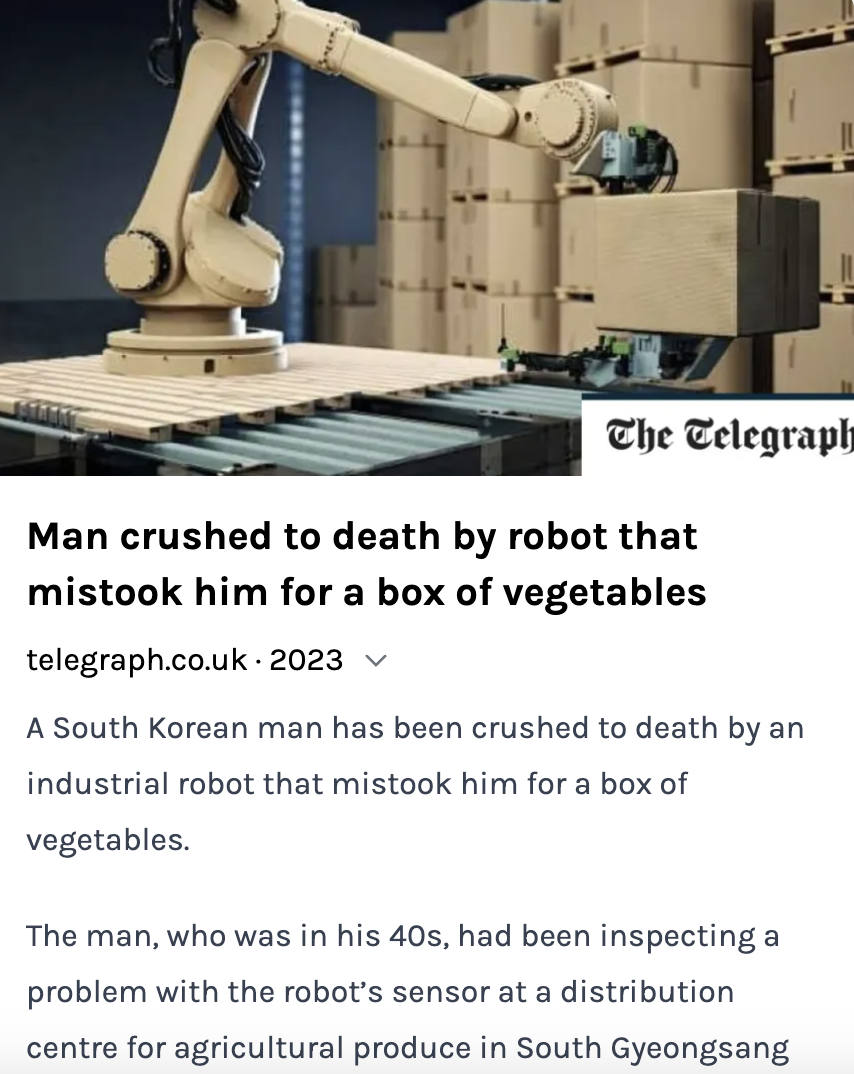 The Telegraph
Man crushed to death by robot that
mistook him for a box of vegetables
telegraph.co.uk · 2023
A South Korean man has been crushed to death by an
industrial robot that mistook him for a box of
vegetables.
The man, who was in his 40s, had been inspecting a
problem with the robot’s sensor at a distribution
centre for agricultural produce in South Gyeongsang